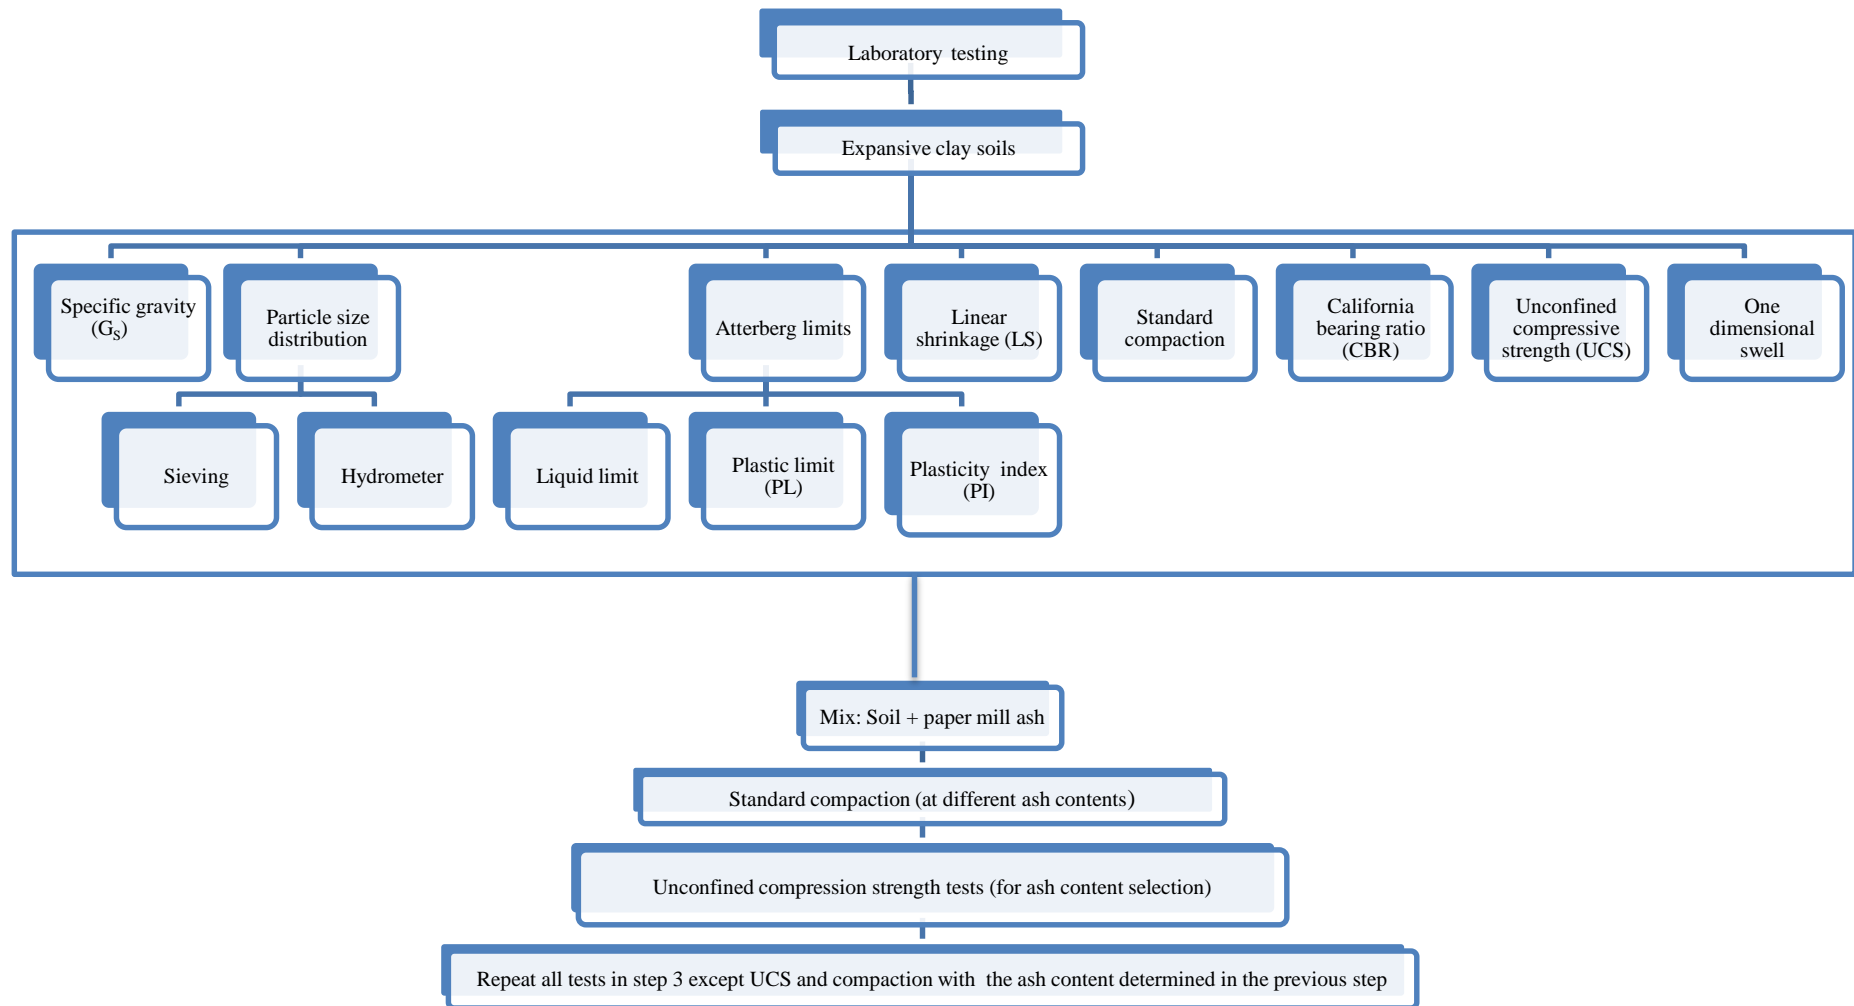 Laboratory testing
Expansive clay soils
Specific gravity
(GS)
Particle size
distribution
Atterberg limits
Linear
shrinkage (LS)
Standard
compaction
California
bearing ratio
(CBR)
Unconfined
compressive
strength (UCS)
One
dimensional
swell
Sieving
Hydrometer
Liquid limit
Plastic limit
(PL)
Plasticity index
(PI)
Mix: Soil + paper mill ash
Standard compaction (at different ash contents)
Unconfined compression strength tests (for ash content selection)
Repeat all tests in step 3 except UCS and compaction with the ash content determined in the previous step